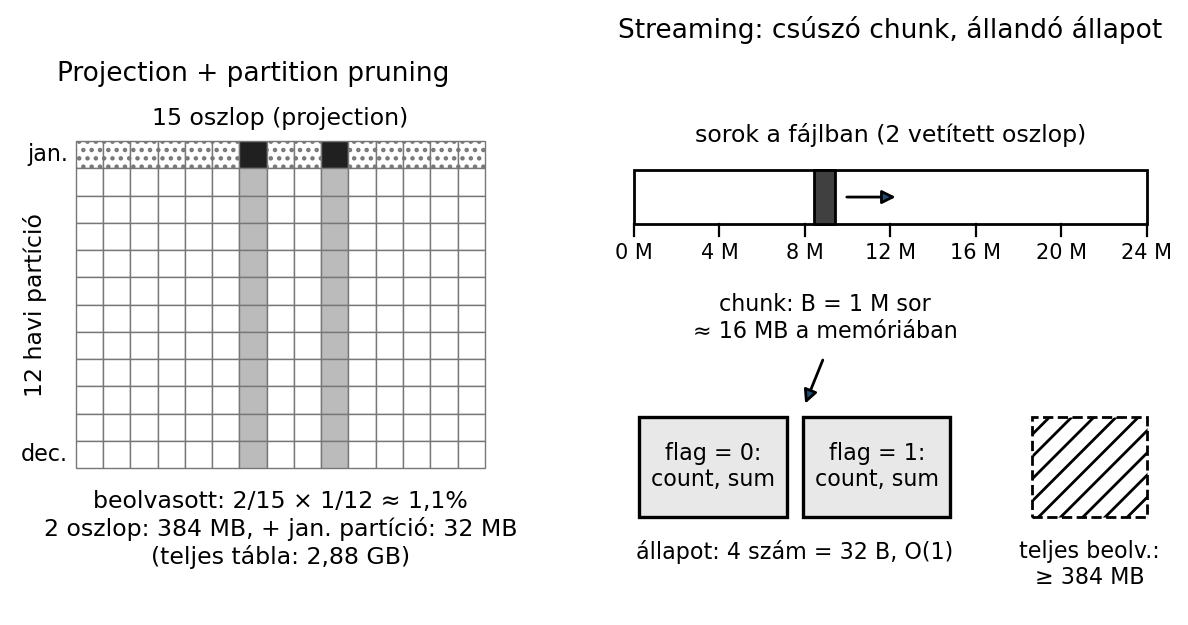 Projection + partition pruning
15 oszlop (projection)
jan.
12 havi partíció
dec.
beolvasott: 2/15 × 1/12 ≈ 1,1%
2 oszlop: 384 MB, + jan. partíció: 32 MB
(teljes tábla: 2,88 GB)
Streaming: csúszó chunk, állandó állapot
sorok a fájlban (2 vetített oszlop)
0 M 4 M 8 M 12 M 16 M 20 M 24 M
chunk: B = 1 M sor
≈ 16 MB a memóriában
flag = 0:
count, sum
flag = 1:
count, sum
állapot: 4 szám = 32 B, O(1)
teljes beolv.:
≥ 384 MB